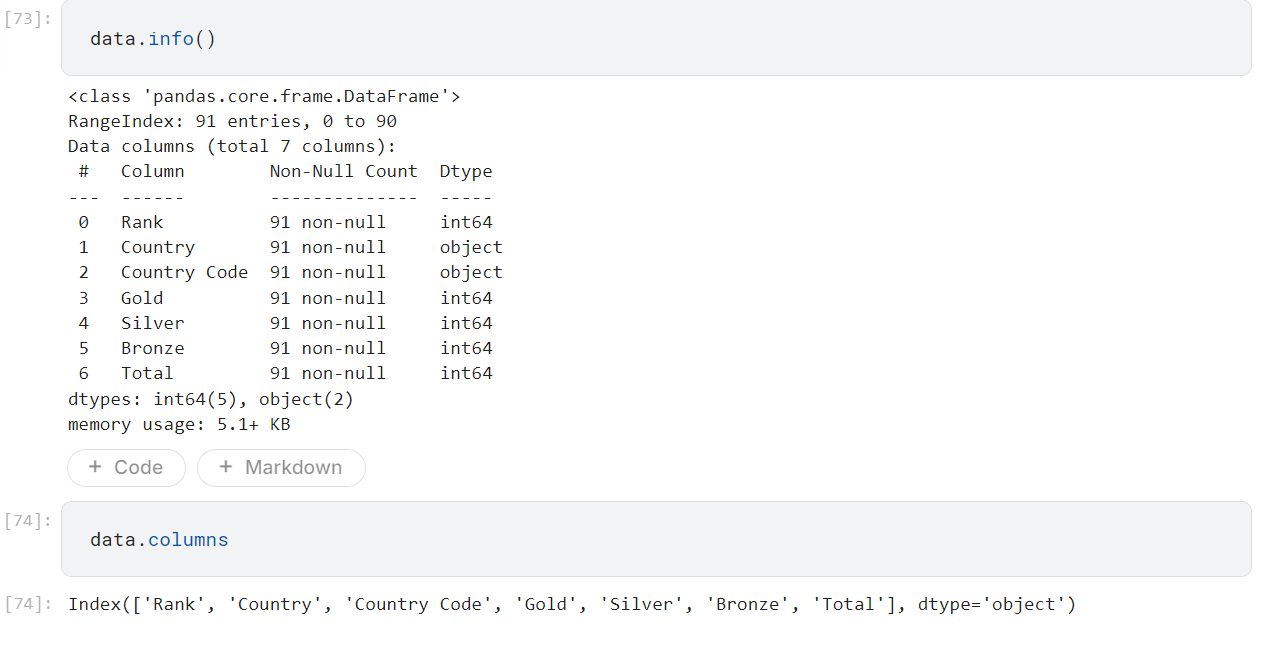 [73]:
data.info()
<class 'pandas.core.frame.DataFrame'>
RangeIndex: 91 entries, 0 to 90
Data columns (total 7 columns):
 #   Column        Non-Null Count  Dtype
---  ------        --------------  -----
 0   Rank          91 non-null     int64
 1   Country       91 non-null     object
 2   Country Code  91 non-null     object
 3   Gold          91 non-null     int64
 4   Silver        91 non-null     int64
 5   Bronze        91 non-null     int64
 6   Total         91 non-null     int64
dtypes: int64(5), object(2)
memory usage: 5.1+ KB
+ Code + Markdown
[74]:
data.columns
[74]: Index(['Rank', 'Country', 'Country Code', 'Gold', 'Silver', 'Bronze', 'Total'], dtype='object')